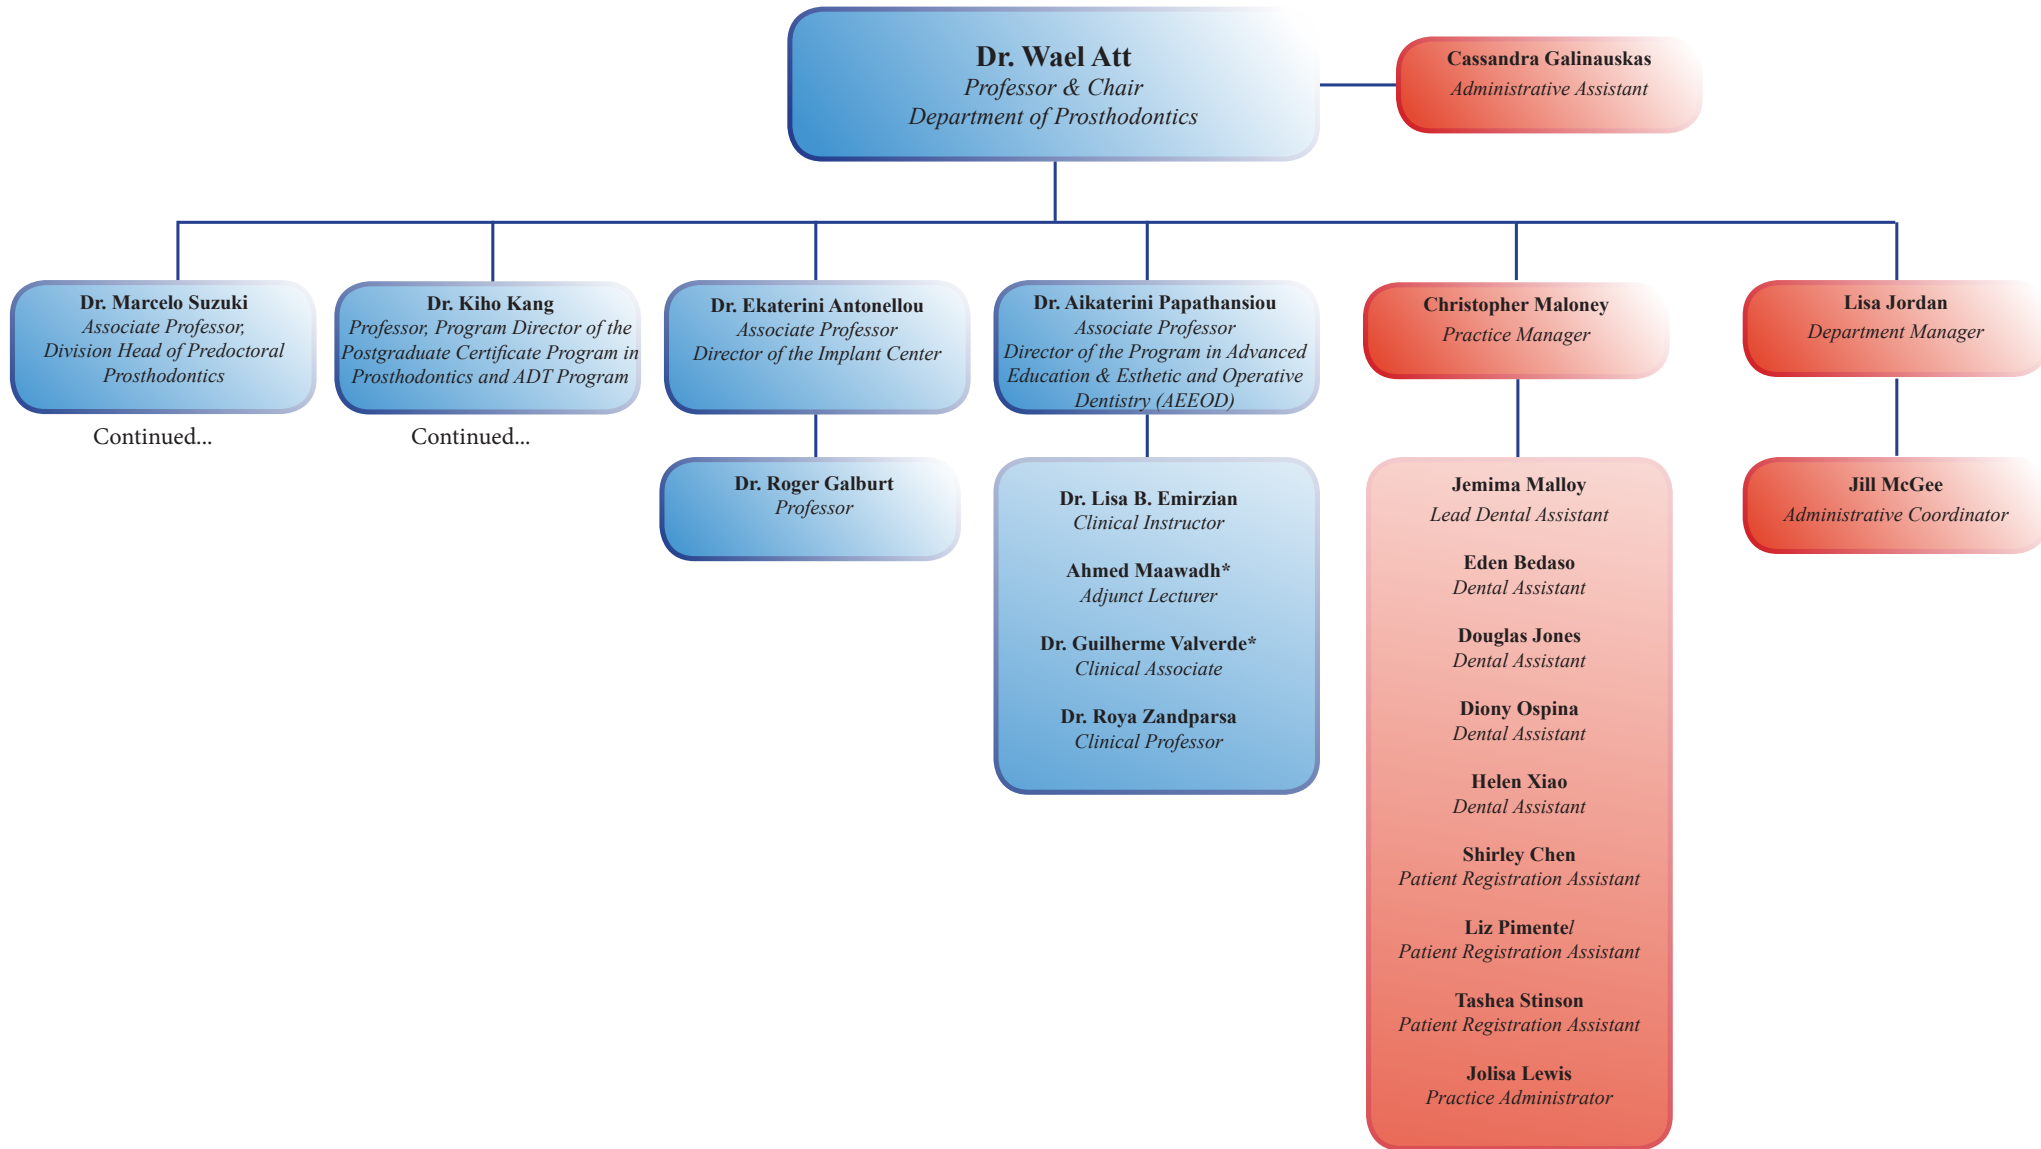 Dr. Wael Att
Professor & Chair
Department of Prosthodontics
Cassandra Galinauskas
Administrative Assistant
Dr. Marcelo Suzuki
Associate Professor,
Division Head of Predoctoral
Prosthodontics
Continued...
Dr. Kiho Kang
Professor, Program Director of the
Postgraduate Certificate Program in
Prosthodontics and ADT Program
Continued...
Dr. Ekaterini Antonellou
Associate Professor
Director of the Implant Center
Dr. Roger Galburt
Professor
Dr. Aikaterini Papathansiou
Associate Professor
Director of the Program in Advanced
Education & Esthetic and Operative
Dentistry (AEEOD)
Dr. Lisa B. Emirzian
Clinical Instructor
Ahmed Maawadh*
Adjunct Lecturer
Dr. Guilherme Valverde*
Clinical Associate
Dr. Roya Zandparsa
Clinical Professor
Christopher Maloney
Practice Manager
Jemima Malloy
Lead Dental Assistant
Eden Bedaso
Dental Assistant
Douglas Jones
Dental Assistant
Diony Ospina
Dental Assistant
Helen Xiao
Dental Assistant
Shirley Chen
Patient Registration Assistant
Liz Pimentel
Patient Registration Assistant
Tashea Stinson
Patient Registration Assistant
Jolisa Lewis
Practice Administrator
Lisa Jordan
Department Manager
Jill McGee
Administrative Coordinator